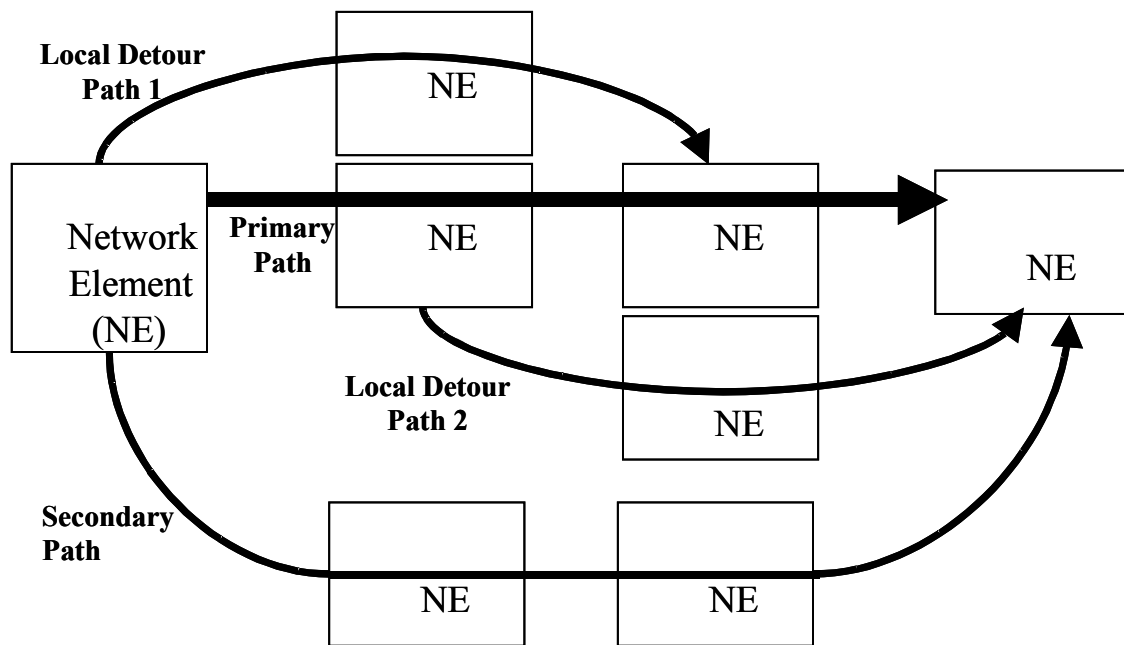 Local Detour
Path 1
NE
Network
Element
(NE)
Primary
Path
NE
NE
NE
Local Detour
Path 2
NE
Secondary
Path
NE
NE